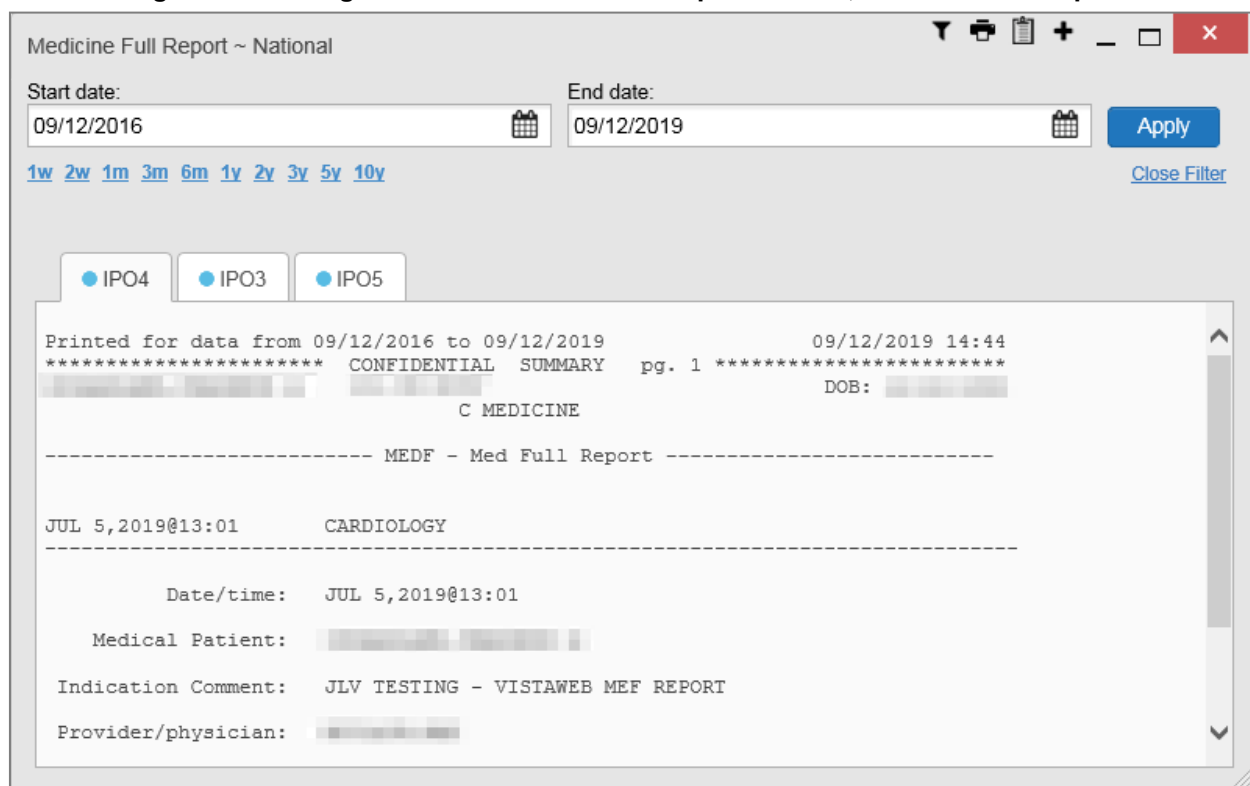 Medicine Full Report ~ National
Start date: End date:
09/12/2016 09/12/2019 Apply
1w 2w 1m 3m 6m 1y 2y 3y 5y 10y Close Filter
IPO4 IPO3 IPO5
Printed for data from 09/12/2016 to 09/12/2019 09/12/2019 14:44
*********************** CONFIDENTIAL SUMMARY pg. 1 ************************
DOB:
C MEDICINE
--------------------------- MEDF - Med Full Report ---------------------------
JUL 5,2019@13:01 CARDIOLOGY
--------------------------------------------------------------------------------
Date/time: JUL 5,2019@13:01
Medical Patient:
Indication Comment: JLV TESTING - VISTAWEB MEF REPORT
Provider/physician: